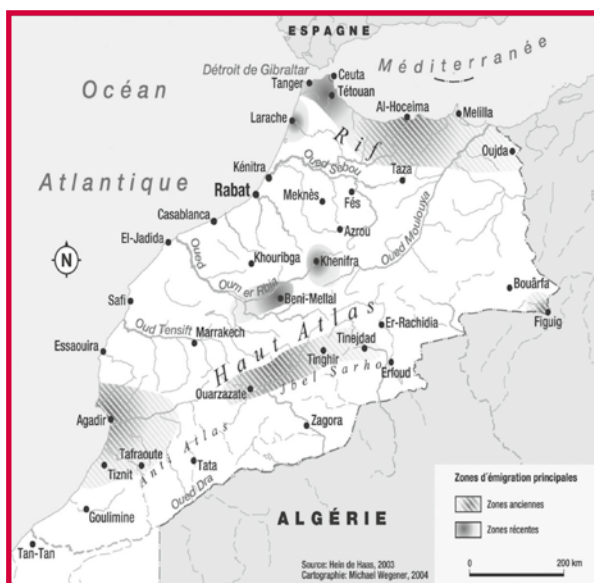 ESPAGNE
Détroit de Gibraltar
Ceuta
Méditerranée
Tanger
Océan
Tétouan
Al-Hoceima
Melilla
Larache
Rif
Oujda
Oued Sebou
Kénitra
Taza
Atlantique
Rabat
Meknès
Fés
Oued Moulouya
Casablanca
Azrou
El-Jadida
Oued
N
Khouribga
Khenifra
Oum er Rbia
Bouârfa
Beni-Mellal
Safi
Figuig
Oud Tensift
Marrakech
Er-Rachidia
Haut Atlas
Essaouira
Tinejdad
Tinghir
Erfoud
Jbel Sarho
Ouarzazate
Agadir
Zagora
Anti Atlas
Tafraoute
Tiznit
Tata
Oued Dra
Zones d'émigration principales
Zones anciennes
Goulimine
ALGÉRIE
Zones récentes
Tan-Tan
Source: Hein de Haas, 2003
Cartographie: Michael Wegener, 2004
0 200 km